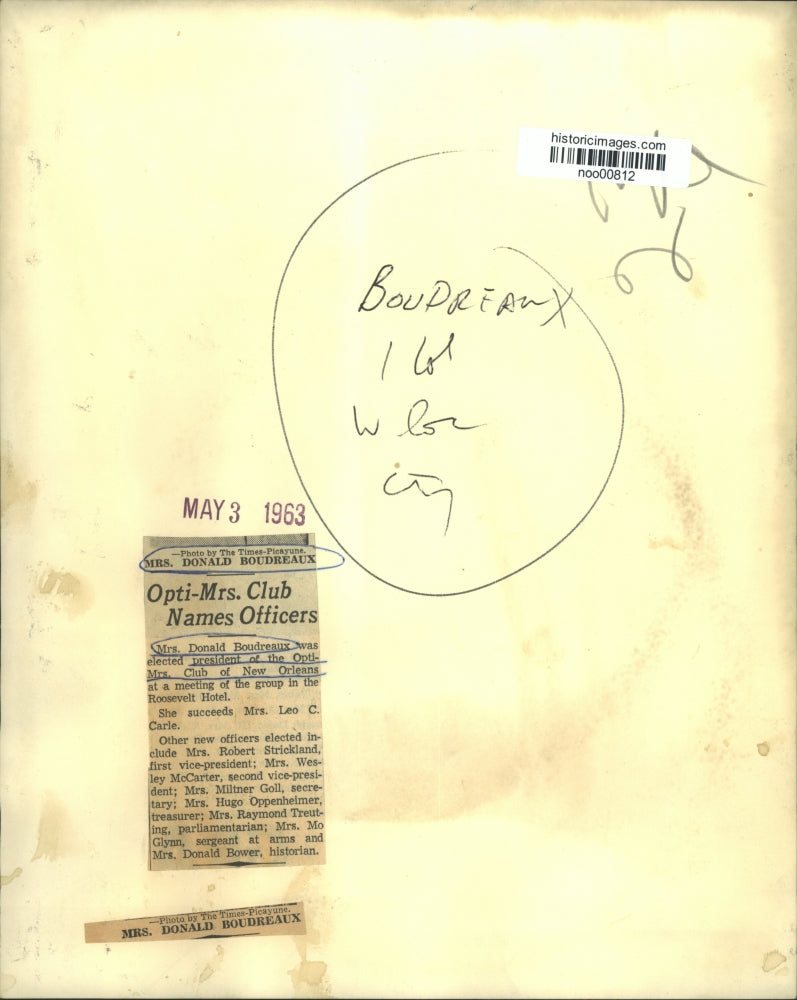 historicimages.com
noo00812
BOUDREAUX
1 Col
W
City
MAY 3 1963
—Photo by The Times-Picayune.
MRS. DONALD BOUDREAUX
Opti-Mrs. Club
Names Officers
Mrs. Donald Boudreaux was
elected president of the Opti-
Mrs. Club of New Orleans
at a meeting of the group in the
Roosevelt Hotel.
She succeeds Mrs. Leo C.
Carle.
Other new officers elected in-
clude Mrs. Robert Strickland,
first vice-president; Mrs. Wes-
ley McCarter, second vice-presi-
dent; Mrs. Miltner Goll, secre-
tary; Mrs. Hugo Oppenheimer,
treasurer; Mrs. Raymond Treut-
ing, parliamentarian; Mrs. Mo
Glynn, sergeant at arms and
Mrs. Donald Bower, historian.
—Photo by The Times-Picayune.
MRS. DONALD BOUDREAUX